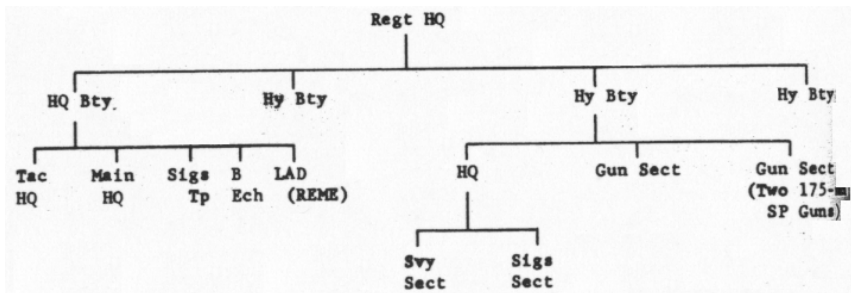 Regt HQ
HQ Bty
Hy Bty
Hy Bty
Hy Bty
Tac
HQ
Main
HQ
Sigs
Tp
B
Ech
LAD
(REME)
HQ
Gun Sect
Gun Sect
(Two 175-m
SP Guns)
Svy
Sect
Sigs
Sect